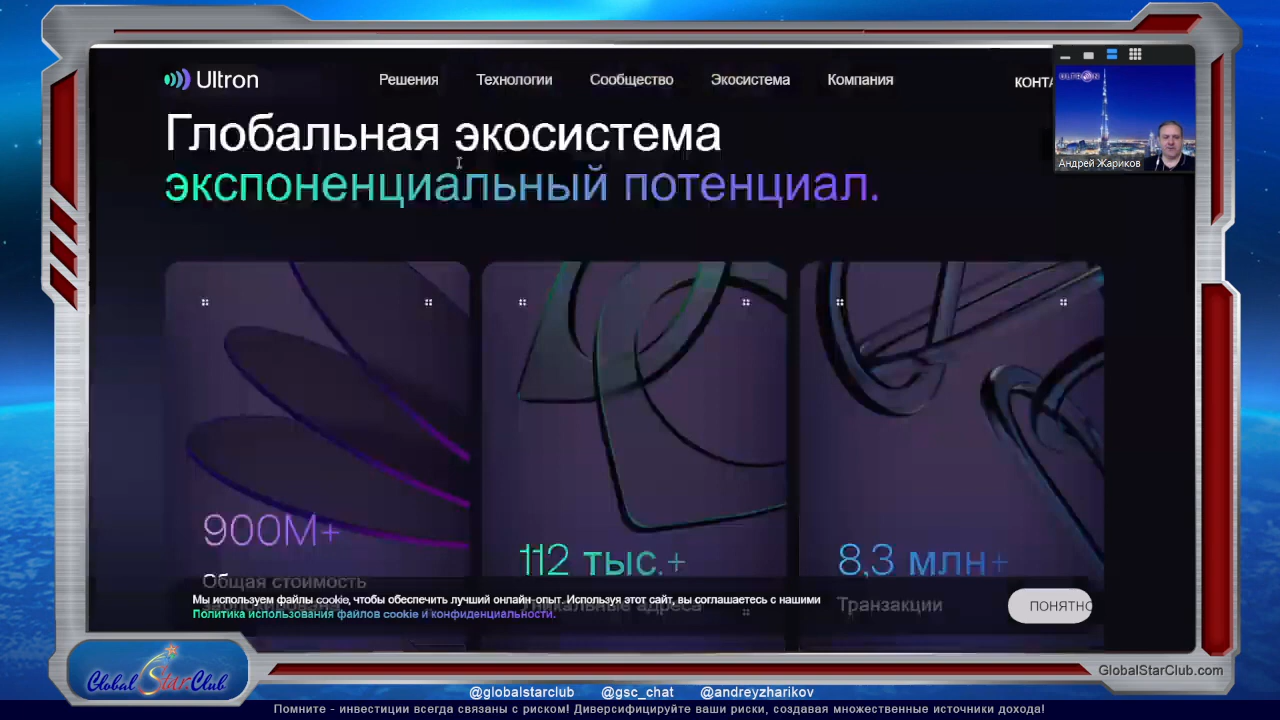 Ultron
Решения
Технологии
Сообщество
Экосистема
Компания
КОНТА
ULTRON
Андрей Жариков
Глобальная экосистема
экспоненциальный потенциал.
900M+
Общая стоимость
112 тыс.+
Уникальные адреса
8,3 млн+
Транзакции
Мы используем файлы cookie, чтобы обеспечить лучший онлайн-опыт. Используя этот сайт, вы соглашаетесь с нашими
Политика использования файлов cookie и конфиденциальности.
ПОНЯТНО
Global Star Club
GlobalStarClub.com
@globalstarclub
@gsc_chat
@andreyzharikov
Помните - инвестиции всегда связаны с риском! Диверсифицируйте ваши риски, создавая множественные источники дохода!